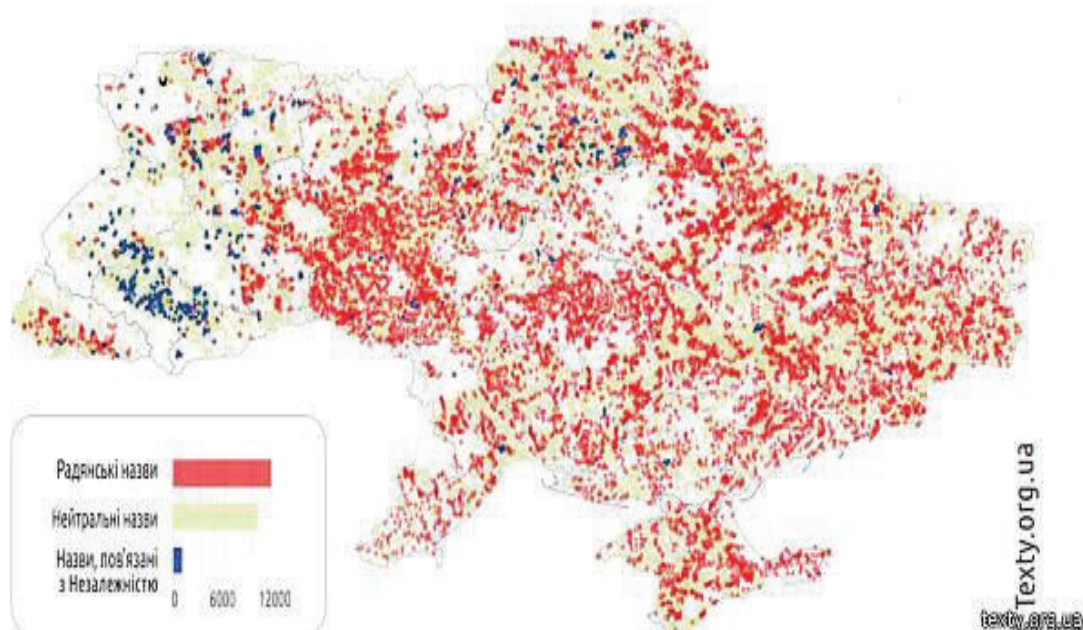 Радянські назви
Нейтральні назви
Назви, пов'язані
з Незалежністю
0 6000 12000
Texty.org.ua
texty.org.ua